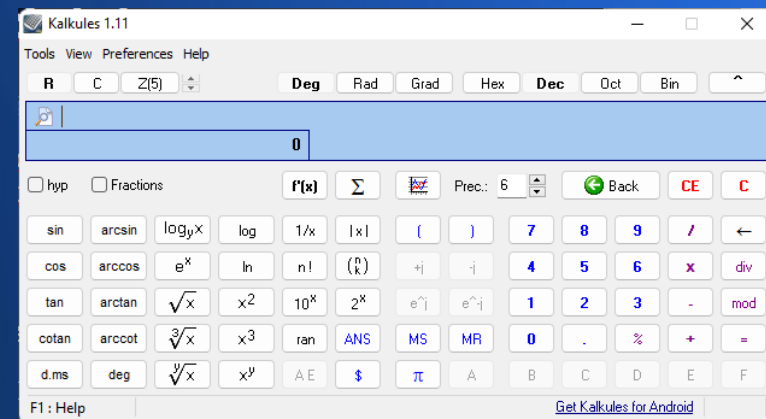 Kalkules 1.11
Tools View Preferences Help
R C Z(5) Deg Rad Grad Hex Dec Oct Bin ^
0
hyp Fractions f'(x) Σ Prec.: 6 Back CE C
sin arcsin logyx log 1/x |x| ( ) 7 8 9 / ←
cos arccos eˣ ln n! (n k) +j -j 4 5 6 x div
tan arctan √x x² 10ˣ 2ˣ e^j e^-j 1 2 3 - mod
cotan arccot ∛x x³ ran ANS MS MR 0 . % + =
d.ms deg ʸ√x xʸ A E $ π A B C D E F
F1 : Help Get Kalkules for Android